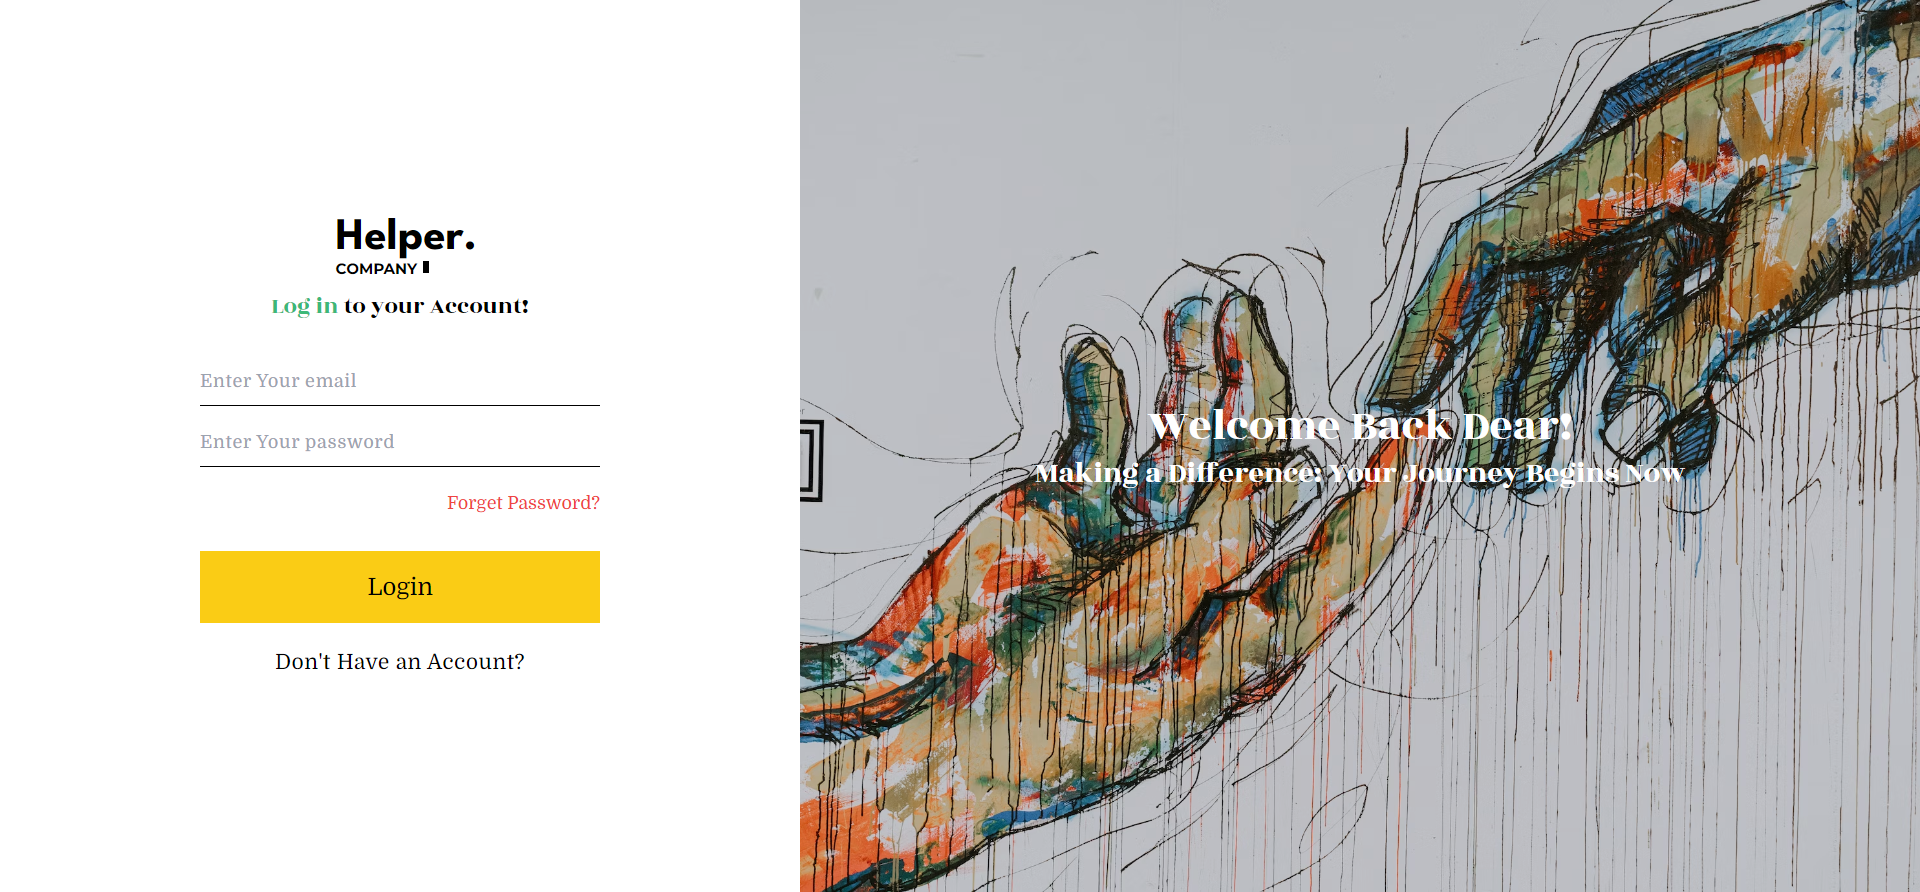 Helper.
COMPANY
Log in to your Account!
Enter Your email
Enter Your password
Forget Password?
Login
Don't Have an Account?
Welcome Back Dear!
Making a Difference: Your Journey Begins Now